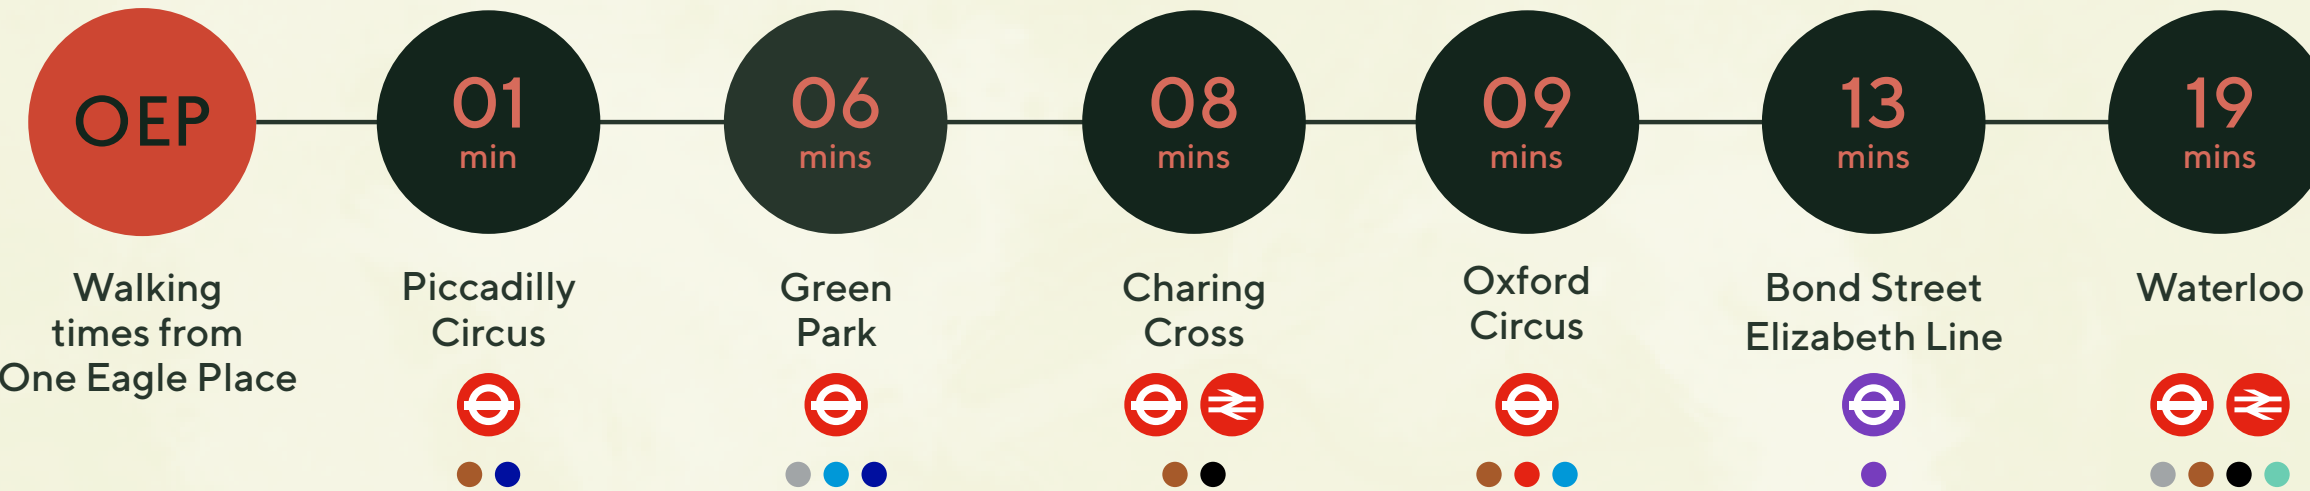 OEP
Walking
times from
One Eagle Place
01
min
Piccadilly
Circus
06
mins
Green
Park
08
mins
Charing
Cross
09
mins
Oxford
Circus
13
mins
Bond Street
Elizabeth Line
19
mins
Waterloo